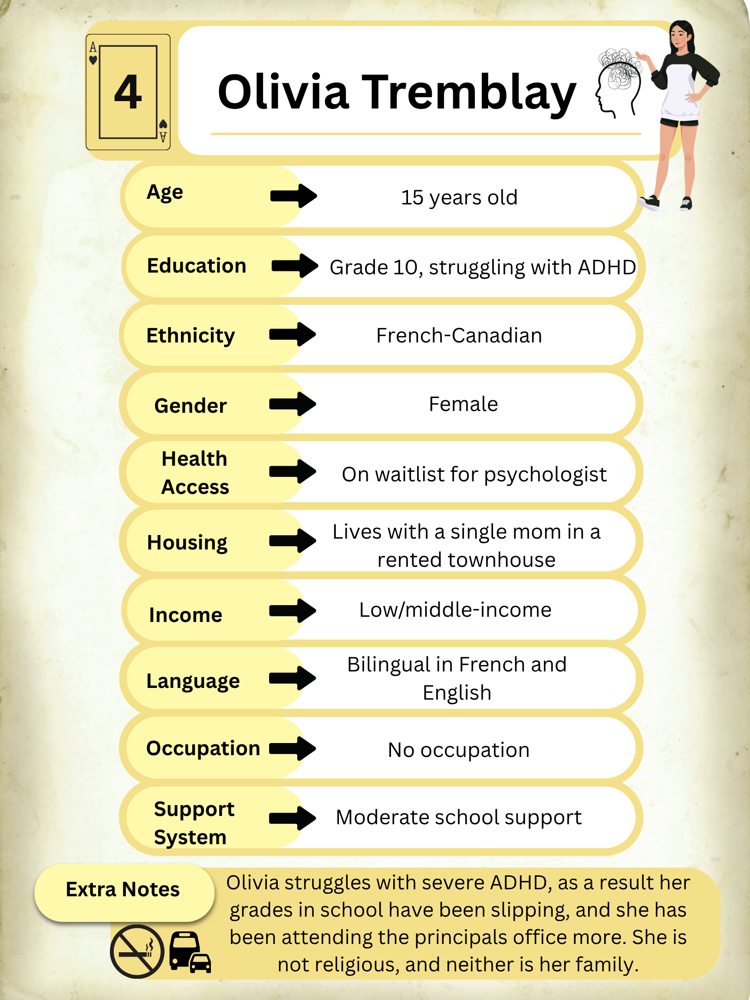 A
4
A
Olivia Tremblay
Age
15 years old
Education
Grade 10, struggling with ADHD
Ethnicity
French-Canadian
Gender
Female
Health
Access
On waitlist for psychologist
Housing
Lives with a single mom in a
rented townhouse
Income
Low/middle-income
Language
Bilingual in French and
English
Occupation
No occupation
Support
System
Moderate school support
Extra Notes
Olivia struggles with severe ADHD, as a result her
grades in school have been slipping, and she has
been attending the principals office more. She is
not religious, and neither is her family.